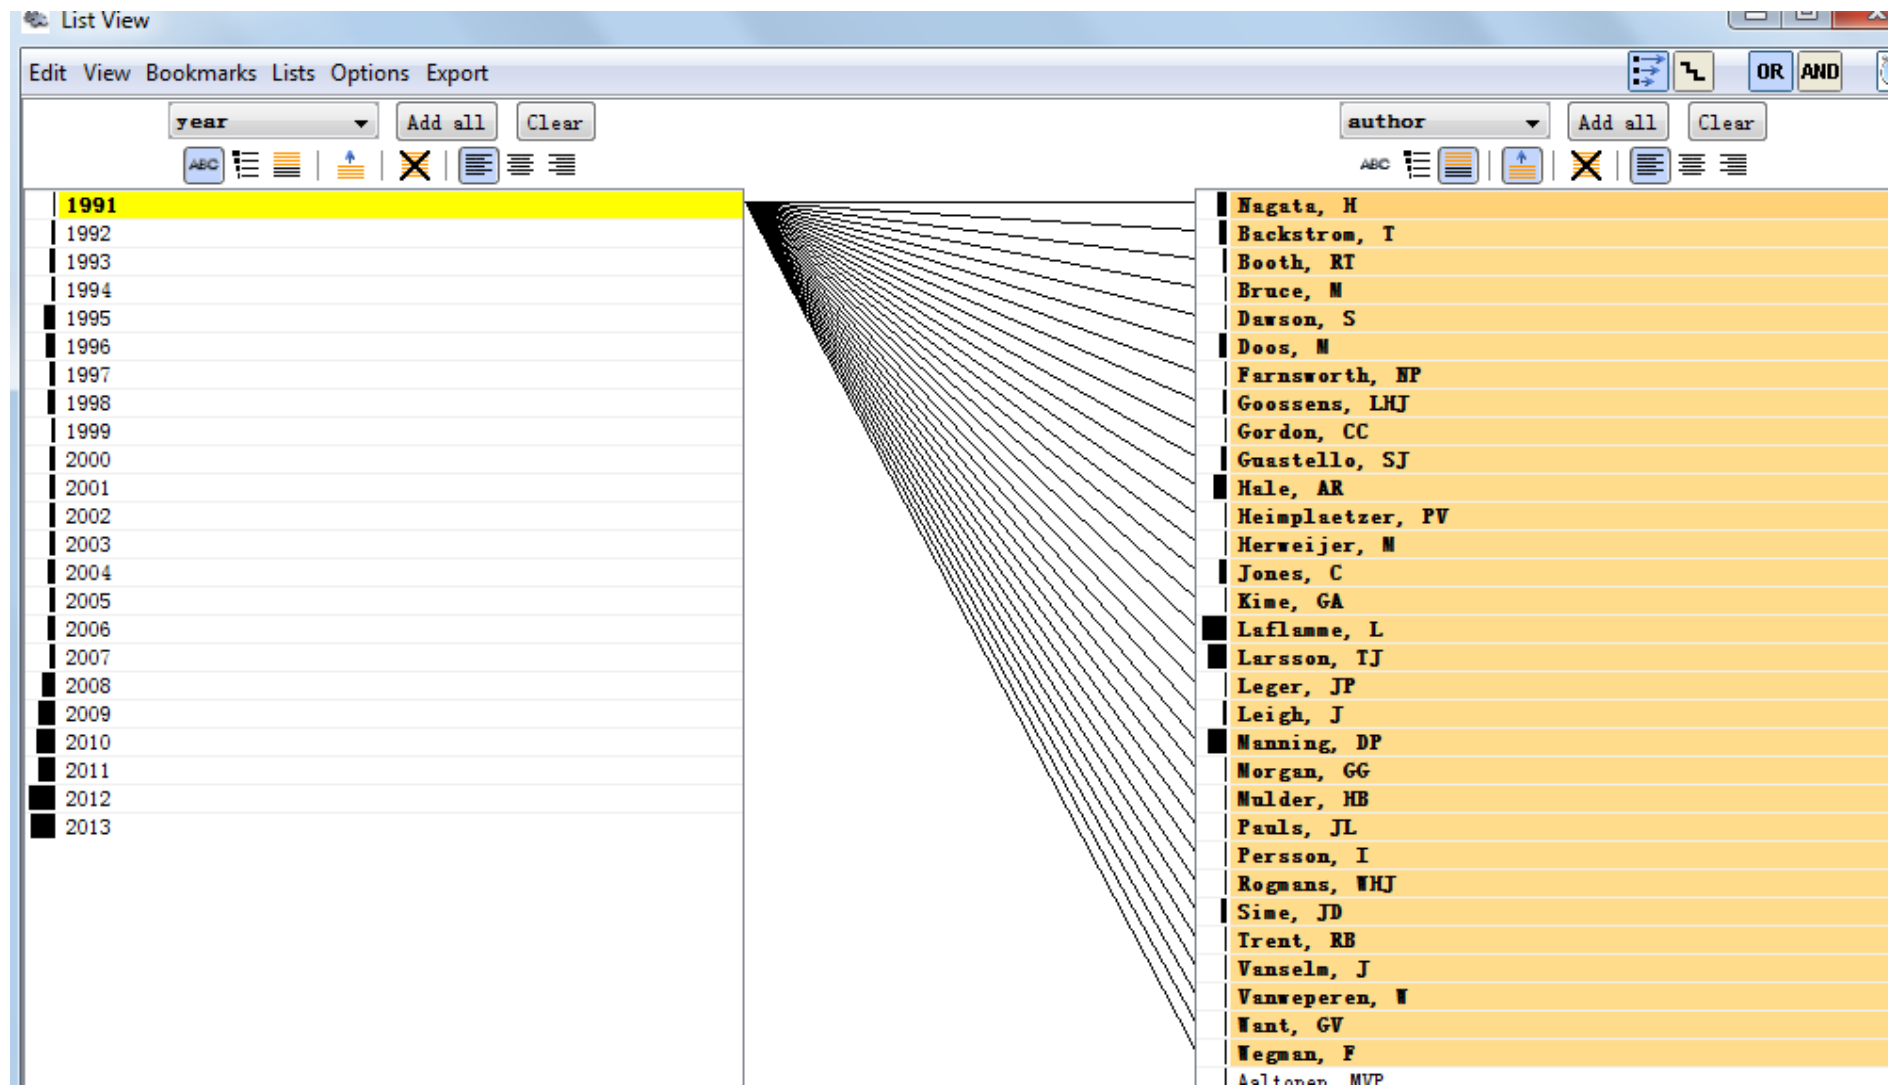 List View
Edit View Bookmarks Lists Options Export
OR AND
year Add all Clear
author Add all Clear
ABC
ABC
1991
1992
1993
1994
1995
1996
1997
1998
1999
2000
2001
2002
2003
2004
2005
2006
2007
2008
2009
2010
2011
2012
2013
Nagata, H
Backstrom, T
Booth, RT
Bruce, M
Dawson, S
Doos, M
Farnsworth, NP
Goossens, LHJ
Gordon, CC
Guastello, SJ
Hale, AR
Heimplaetzer, PV
Herweijer, M
Jones, C
Kime, GA
Laflamme, L
Larsson, TJ
Leger, JP
Leigh, J
Manning, DP
Morgan, GG
Mulder, HB
Pauls, JL
Persson, I
Rogmans, WHJ
Sime, JD
Trent, RB
Vanselm, J
Vanweperen, W
Want, GV
Wegman, F
Aaltonen, MVP